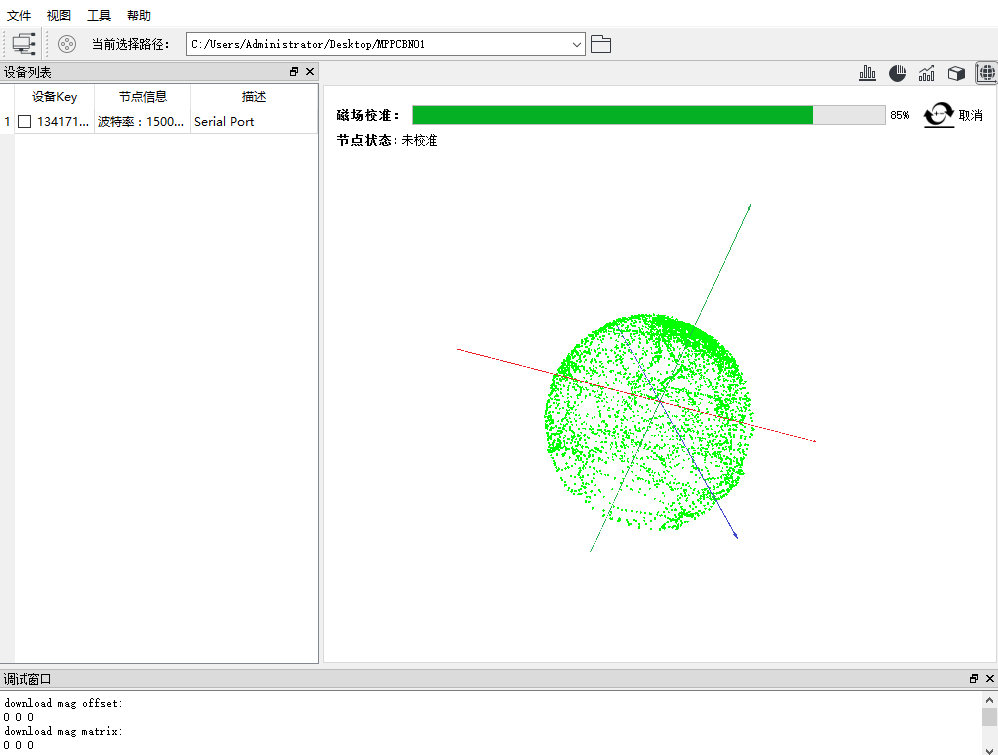 文件 视图 工具 帮助
当前选择路径： C:/Users/Administrator/Desktop/MPPCBNO1
设备列表
设备Key 节点信息 描述
1 134171... 波特率：1500... Serial Port
磁场校准： 85% 取消
节点状态: 未校准
调试窗口
download mag offset:
0 0 0
download mag matrix:
0 0 0